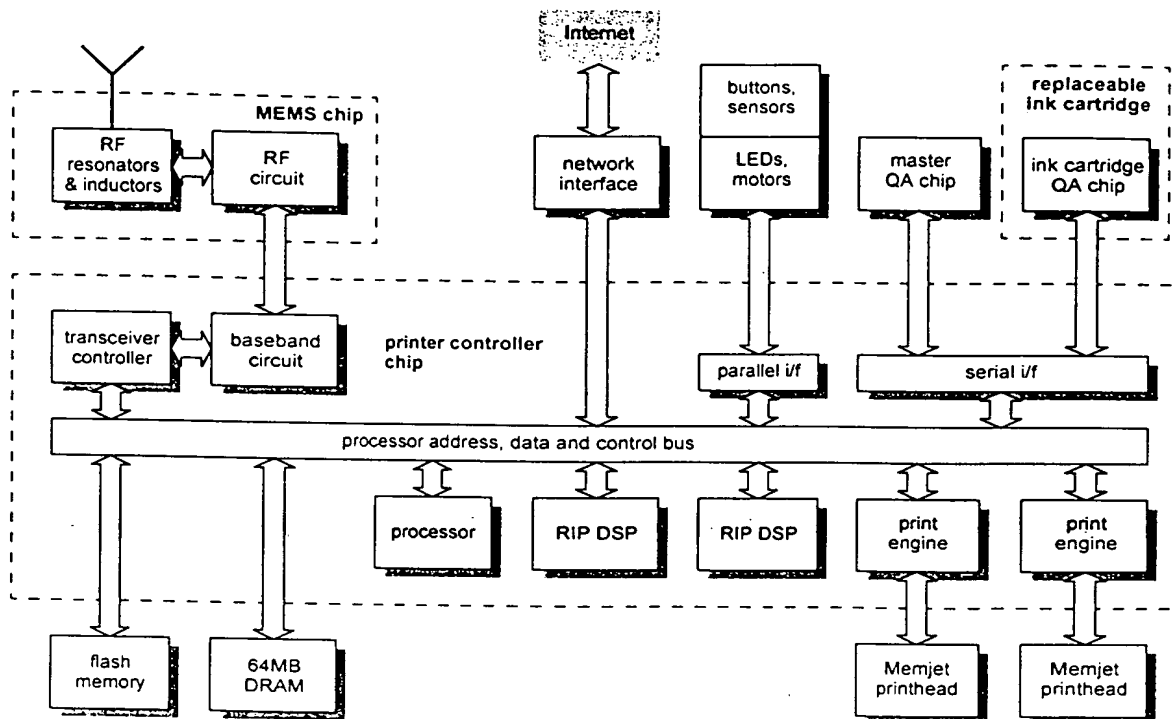 Internet
buttons,
sensors
replaceable
ink cartridge
MEMS chip
RF
resonators
& inductors
RF
circuit
network
interface
LEDs,
motors
master
QA chip
ink cartridge
QA chip
transceiver
controller
baseband
circuit
printer controller
chip
parallel i/f
serial i/f
processor address, data and control bus
processor
RIP DSP
RIP DSP
print
engine
print
engine
flash
memory
64MB
DRAM
Memjet
printhead
Memjet
printhead